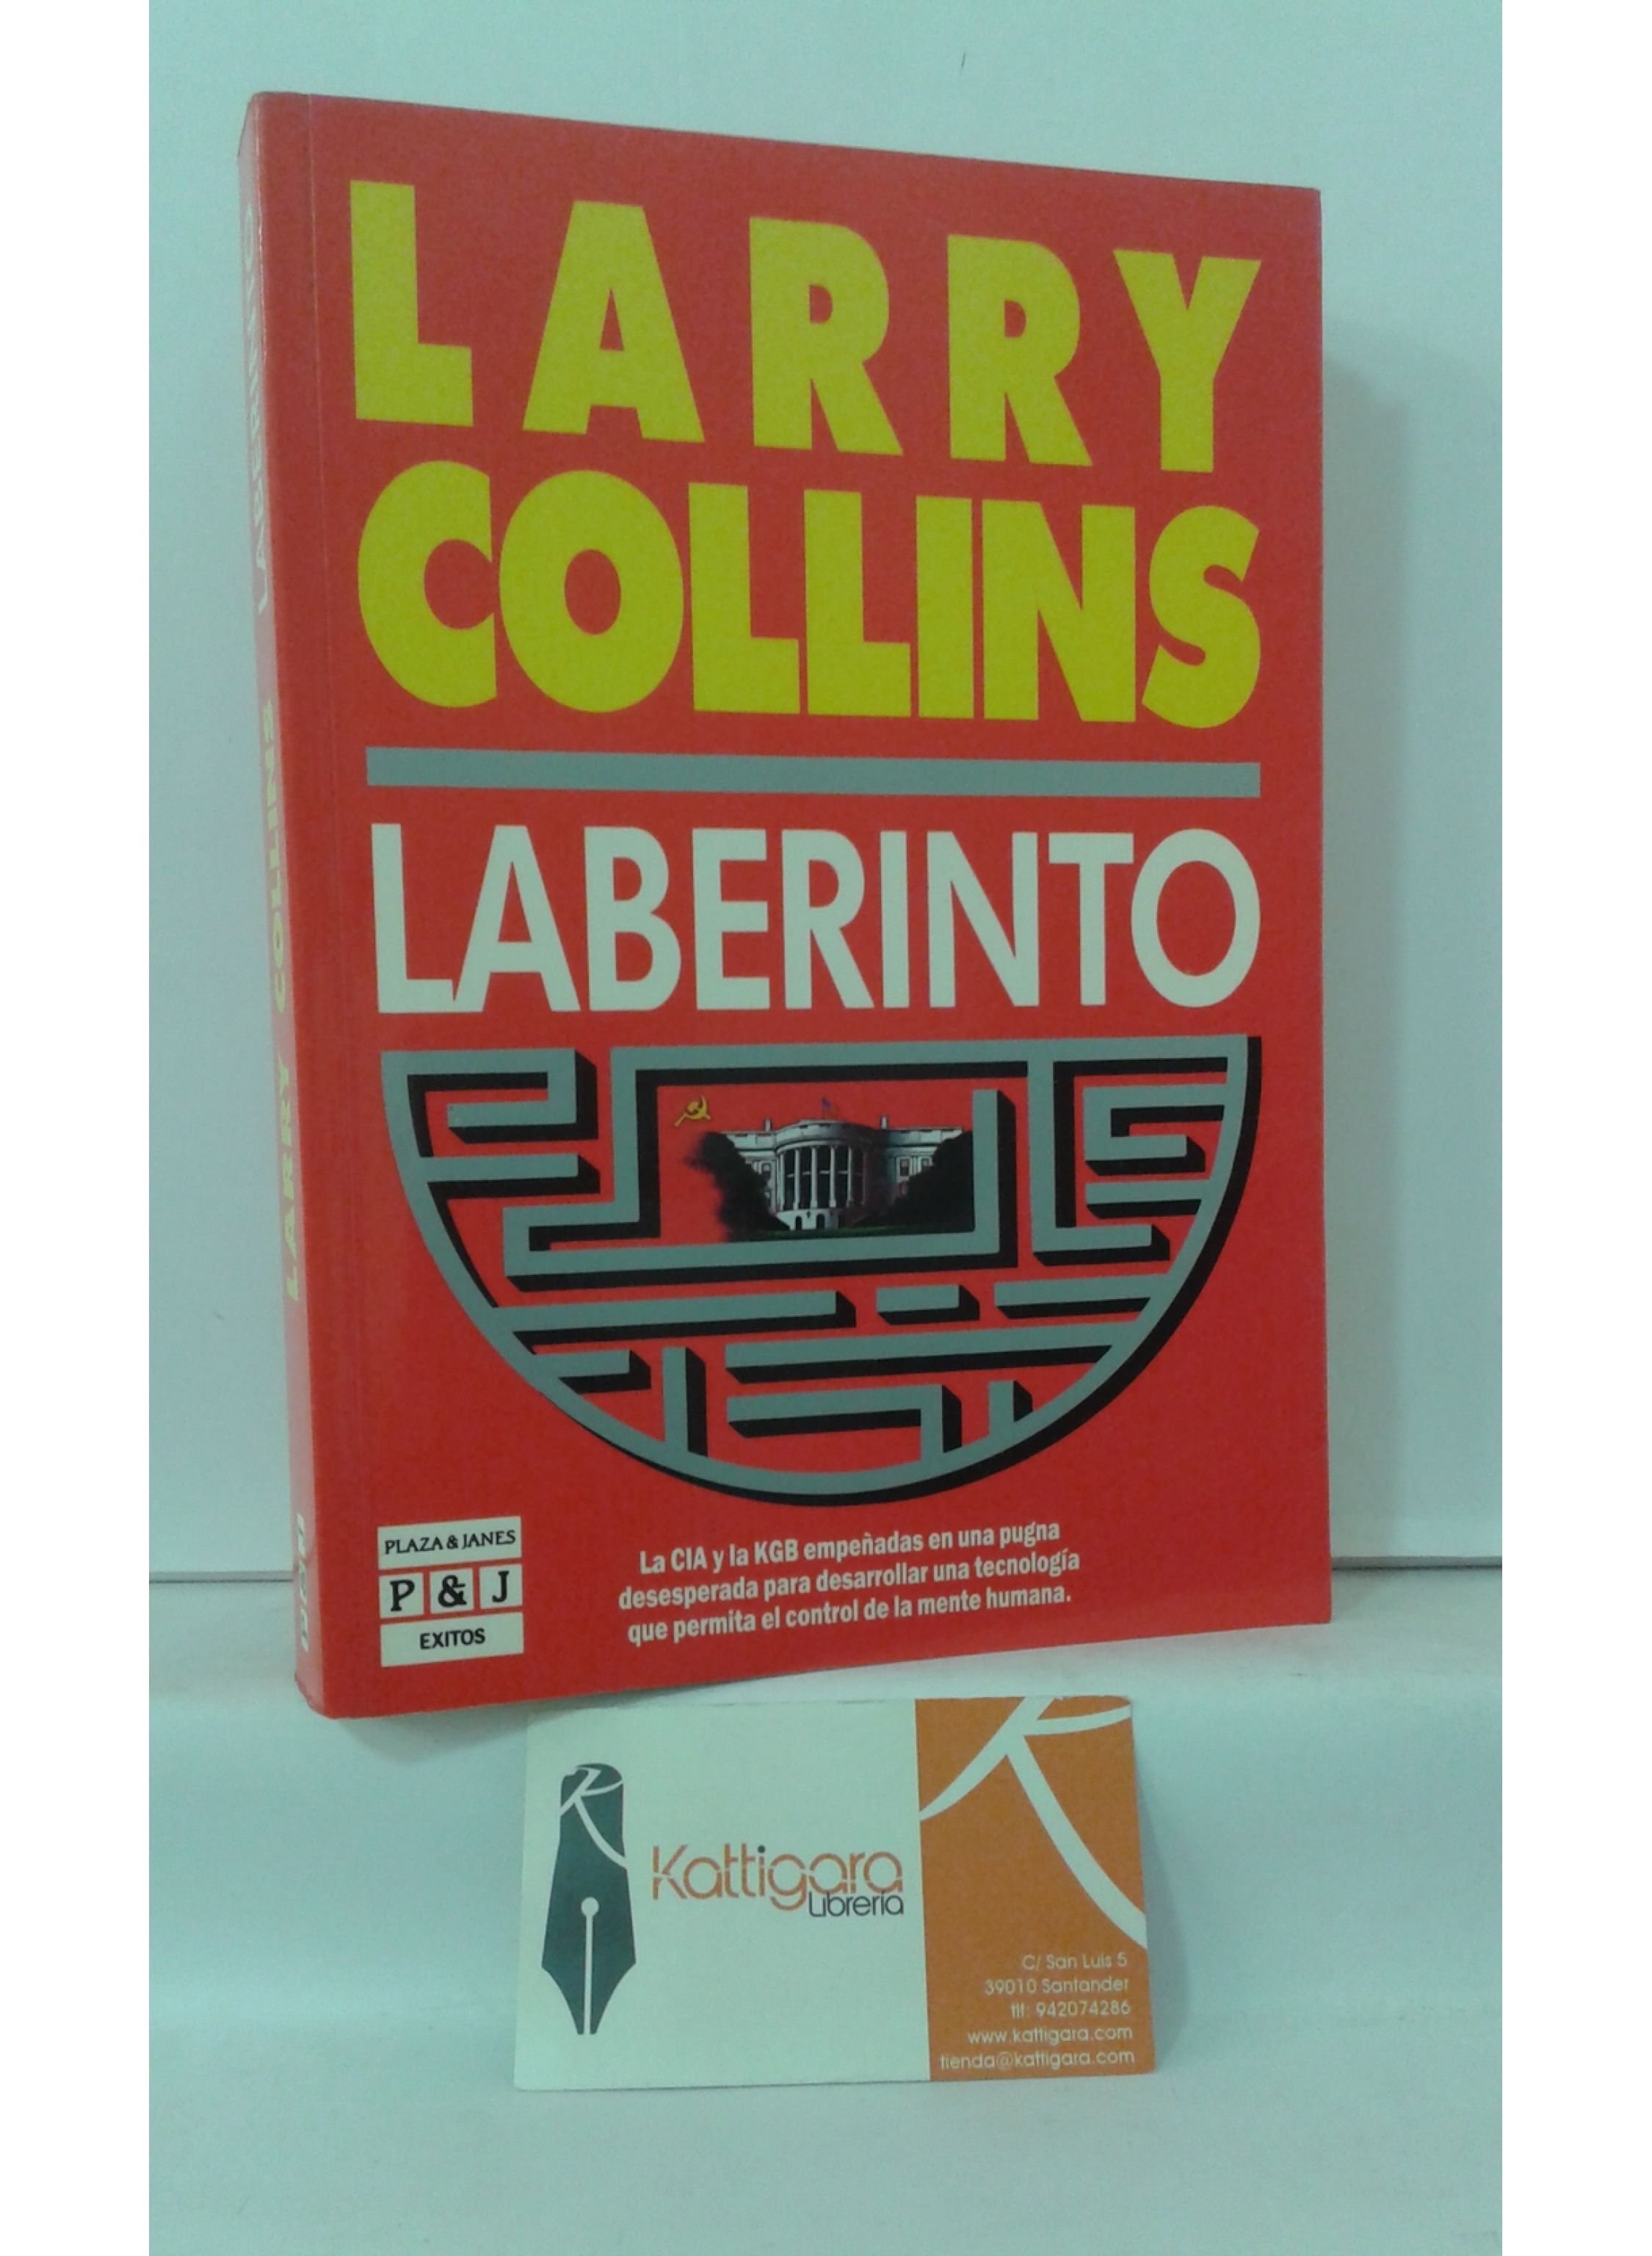 LARRY
COLLINS
LABERINTO
LARRY COLLINS LABERINTO
PLAZA & JANES
P & J
EXITOS
La CIA y la KGB empeñadas en una pugna
desesperada para desarrollar una tecnología
que permita el control de la mente humana.
Kattigara
Librería
C/ San Luis 5
39010 Santander
tlf: 942074286
www.kattigara.com
tienda@kattigara.com